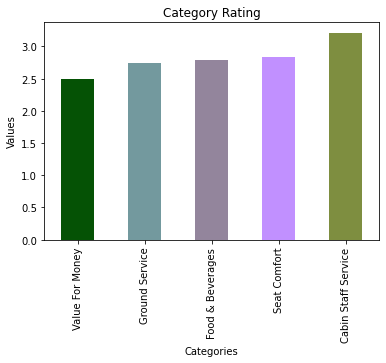 Category Rating
3.0
2.5
2.0
1.5
1.0
0.5
0.0
Values
Value For Money
Ground Service
Food & Beverages
Seat Comfort
Cabin Staff Service
Categories